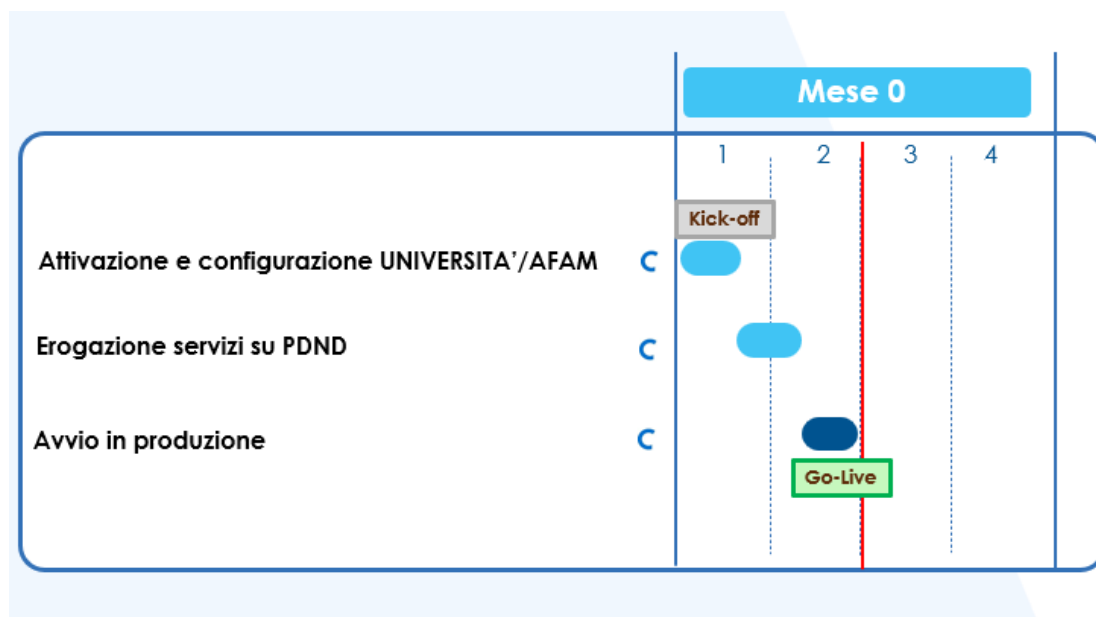 Mese 0
1 2 3 4
Kick-off
Attivazione e configurazione UNIVERSITA’/AFAM C
Erogazione servizi su PDND C
Avvio in produzione C
Go-Live